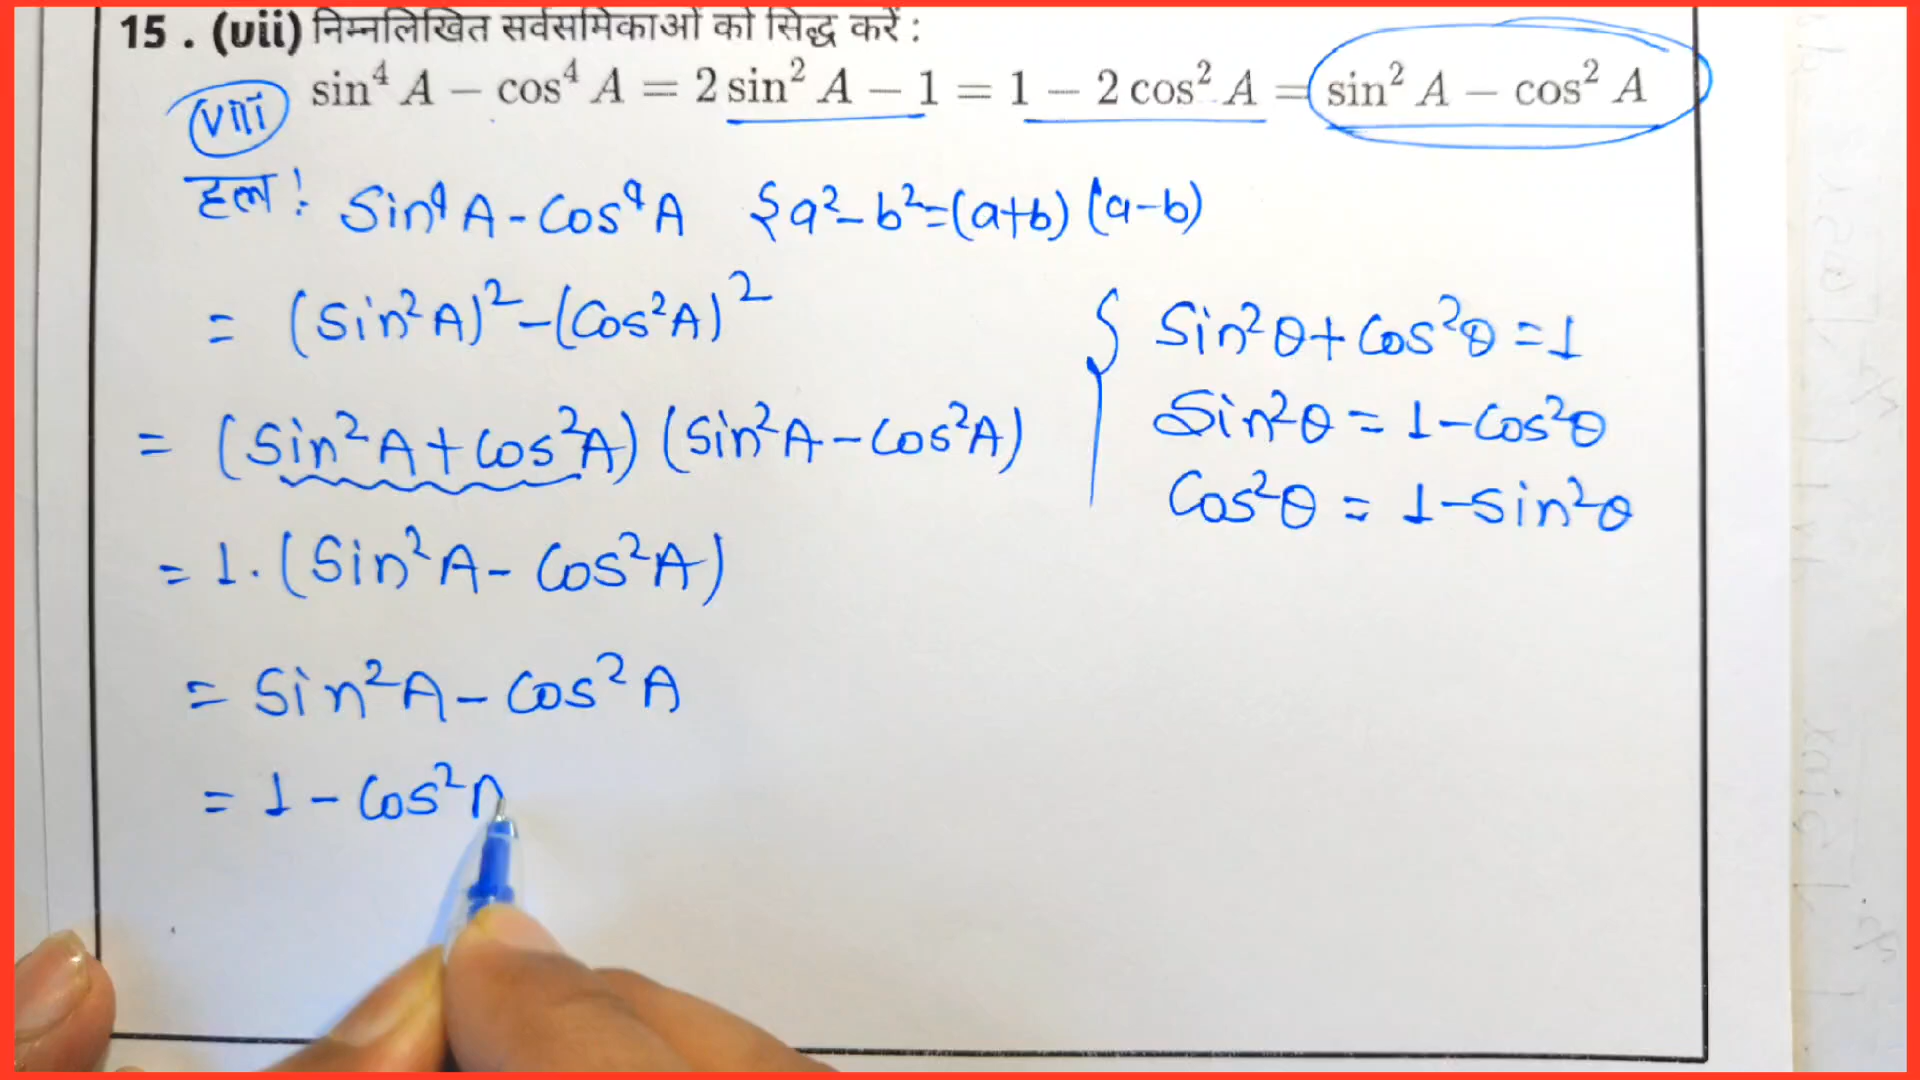 15 . (vii) निम्नलिखित सर्वसमिकाओं को सिद्ध करें :
sin⁴ A − cos⁴ A = 2 sin² A − 1 = 1 − 2 cos² A = sin² A − cos² A
viii
हल : Sin⁴A - Cos⁴A {a² - b² = (a+b) (a-b)
= (Sin²A)² - (Cos²A)²
= (Sin²A + Cos²A) (Sin²A - Cos²A)
= 1 . (Sin²A - Cos²A)
= Sin²A - Cos²A
= 1 - Cos²A
{ Sin²θ + Cos²θ = 1
Sin²θ = 1 - Cos²θ
Cos²θ = 1 - Sin²θ